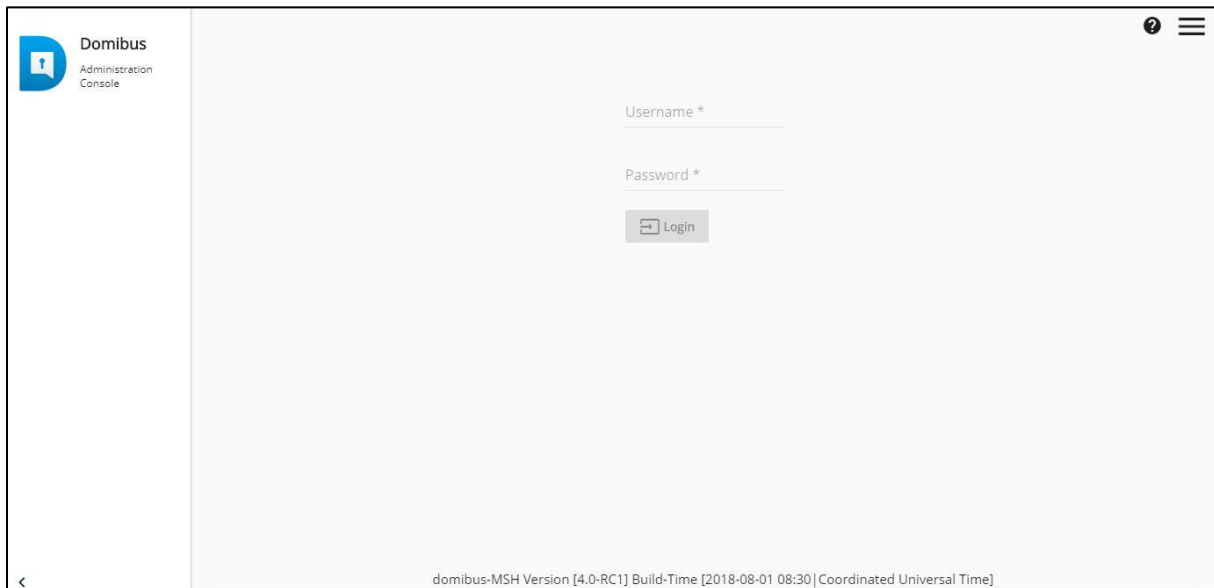 Domibus
Administration
Console
Username *
Password *
Login
domibus-MSH Version [4.0-RC1] Build-Time [2018-08-01 08:30|Coordinated Universal Time]